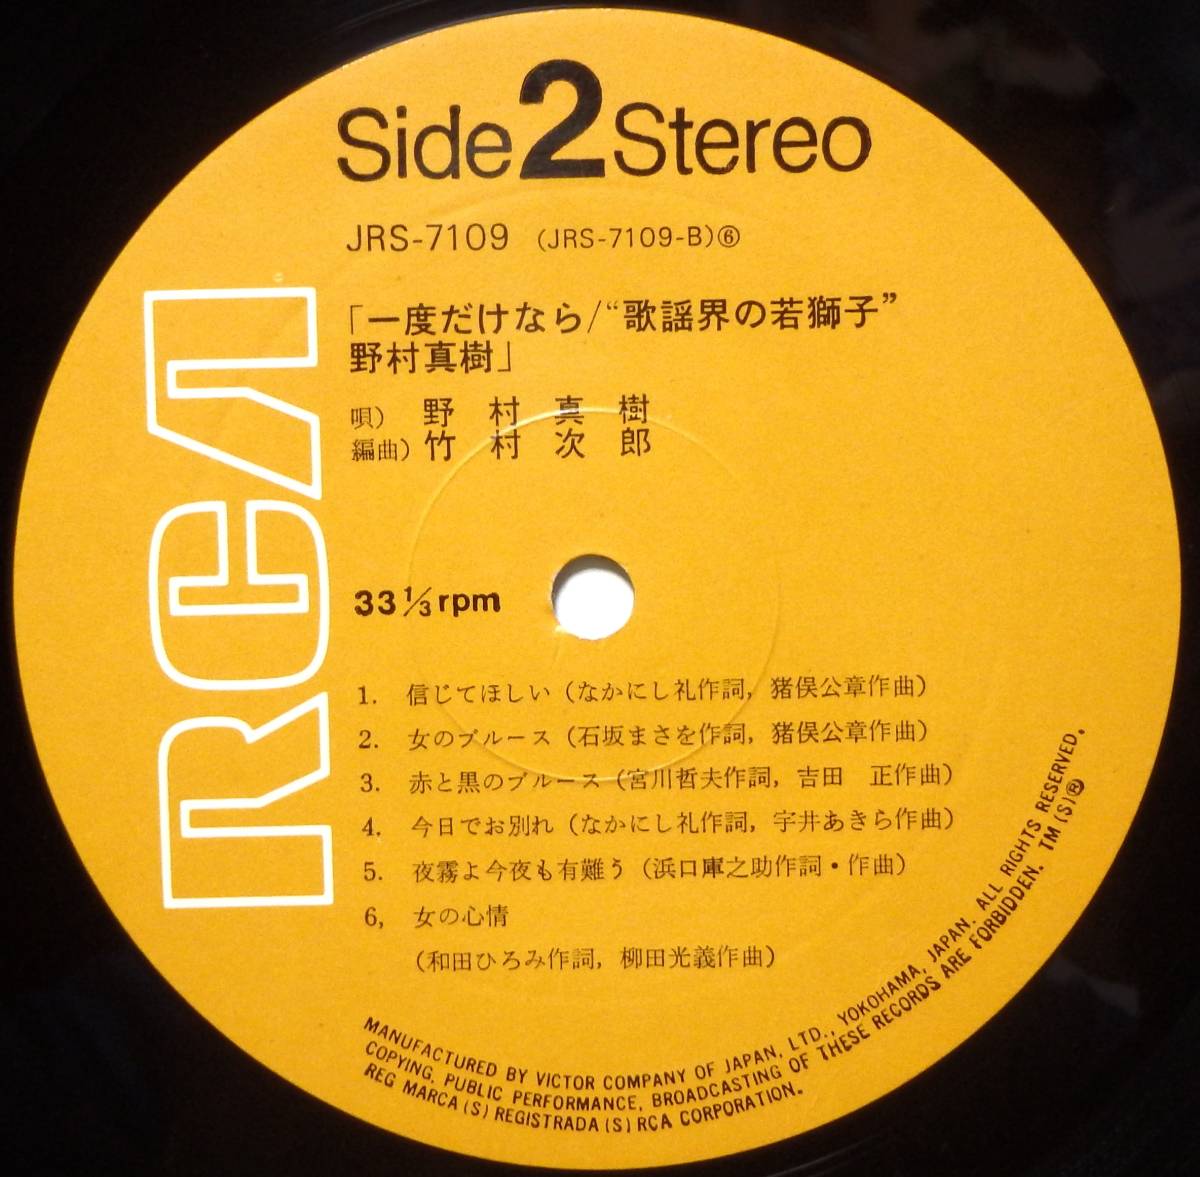 Side 2 Stereo
JRS-7109 (JRS-7109-B)⑥
「一度だけなら/“歌謡界の若獅子”
野村真樹」
唄) 野村真樹
編曲) 竹村次郎
RCA
33 1/3 rpm
1. 信じてほしい (なかにし礼作詞, 猪俣公章作曲)
2. 女のブルース (石坂まさを作詞, 猪俣公章作曲)
3. 赤と黒のブルース (宮川哲夫作詞, 吉田 正作曲)
4. 今日でお別れ (なかにし礼作詞, 宇井あきら作曲)
5. 夜霧よ今夜も有難う (浜口庫之助作詞・作曲)
6, 女の心情
(和田ひろみ作詞, 柳田光義作曲)
MANUFACTURED BY VICTOR COMPANY OF JAPAN, LTD., YOKOHAMA, JAPAN. ALL RIGHTS RESERVED.
COPYING, PUBLIC PERFORMANCE, BROADCASTING OF THESE RECORDS ARE FORBIDDEN. TM(S)®
REG MARCA(S) REGISTRADA(S) RCA CORPORATION.